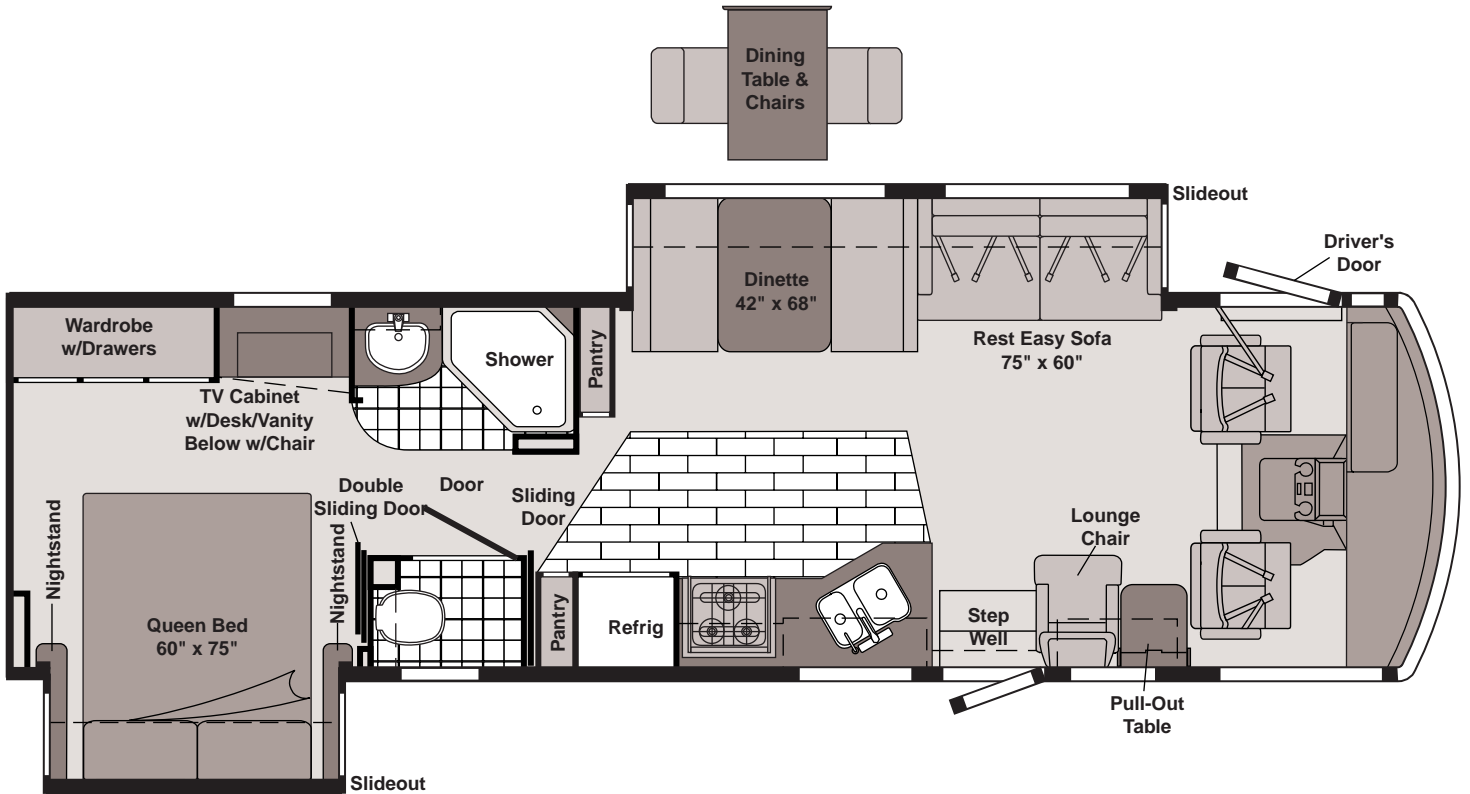 Dining
Table &
Chairs
Slideout
Driver's
Door
Dinette
42" x 68"
Rest Easy Sofa
75" x 60"
Wardrobe
w/Drawers
Shower
Pantry
TV Cabinet
w/Desk/Vanity
Below w/Chair
Double
Sliding Door
Door
Sliding
Door
Lounge
Chair
Nightstand
Nightstand
Queen Bed
60" x 75"
Pantry
Refrig
Step
Well
Pull-Out
Table
Slideout